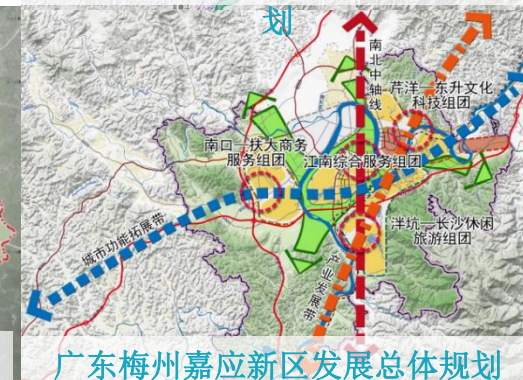 划
南北中轴线
芹洋—东升文化
科技组团
南口—扶大商务
服务组团
江南综合服务组团
泮坑—长沙休闲
旅游组团
城市功能拓展带
产业发展带
广东梅州嘉应新区发展总体规划